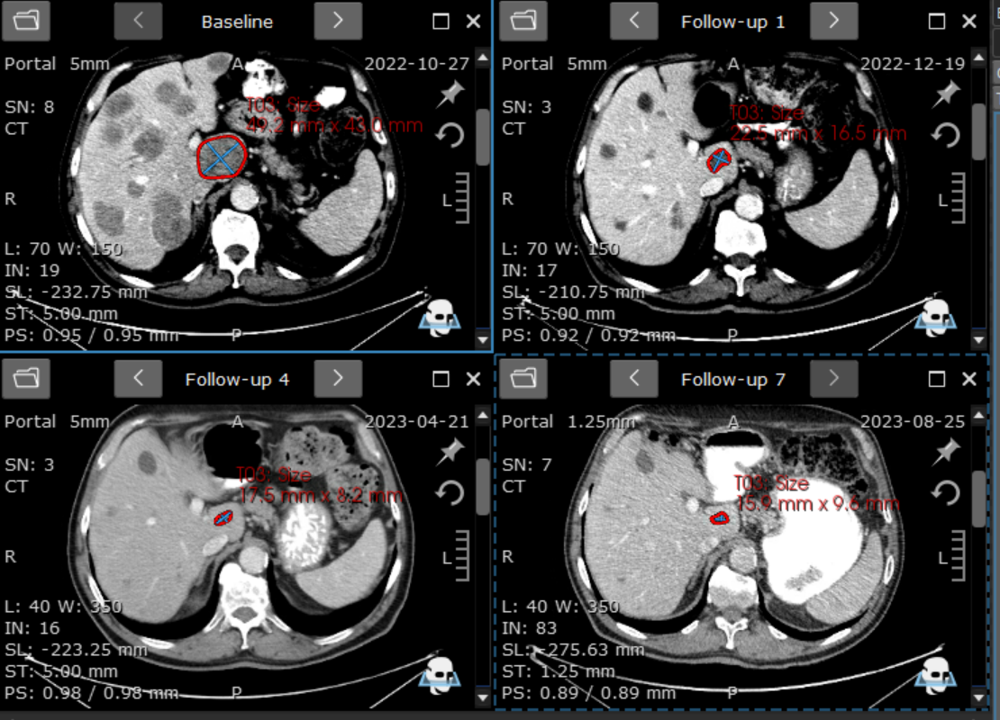 Baseline
Portal 5mm
A
2022-10-27
SN: 8
CT
T03: Size
49.2 mm x 43.0 mm
R
L
L: 70 W: 150
IN: 19
SL: -232.75 mm
ST: 5.00 mm
PS: 0.95 / 0.95 mm
P
Follow-up 1
Portal 5mm
A
2022-12-19
SN: 3
CT
T03: Size
22.5 mm x 16.5 mm
R
L
L: 70 W: 150
IN: 17
SL: -210.75 mm
ST: 5.00 mm
PS: 0.92 / 0.92 mm
P
Follow-up 4
Portal 5mm
A
2023-04-21
SN: 3
CT
T03: Size
17.5 mm x 8.2 mm
R
L
L: 40 W: 350
IN: 16
SL: -223.25 mm
ST: 5.00 mm
PS: 0.98 / 0.98 mm
P
Follow-up 7
Portal 1.25mm
A
2023-08-25
SN: 7
CT
T03: Size
15.9 mm x 9.6 mm
R
L
L: 40 W: 350
IN: 83
SL: -275.63 mm
ST: 1.25 mm
PS: 0.89 / 0.89 mm
P